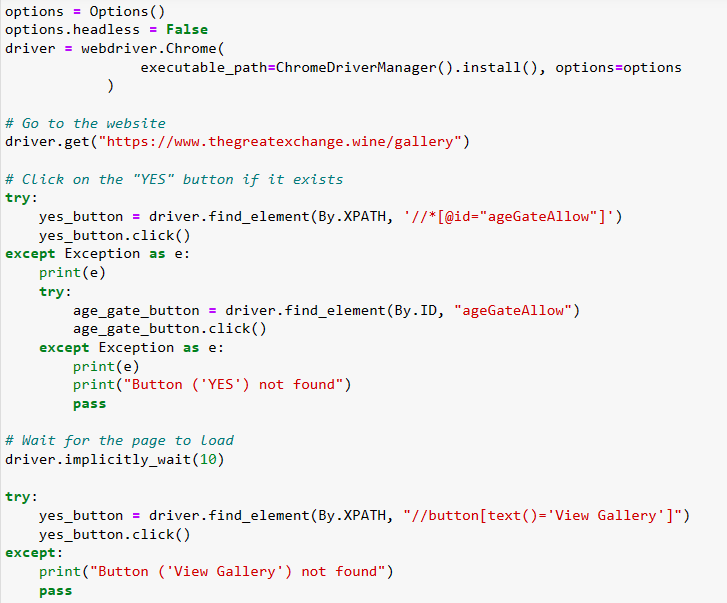 options = Options()
options.headless = False
driver = webdriver.Chrome(
                executable_path=ChromeDriverManager().install(), options=options
            )

# Go to the website
driver.get("https://www.thegreatexchange.wine/gallery")

# Click on the "YES" button if it exists
try:
    yes_button = driver.find_element(By.XPATH, '//*[@id="ageGateAllow"]')
    yes_button.click()
except Exception as e:
    print(e)
    try:
        age_gate_button = driver.find_element(By.ID, "ageGateAllow")
        age_gate_button.click()
    except Exception as e:
        print(e)
        print("Button ('YES') not found")
        pass

# Wait for the page to load
driver.implicitly_wait(10)

try:
    yes_button = driver.find_element(By.XPATH, "//button[text()='View Gallery']")
    yes_button.click()
except:
    print("Button ('View Gallery') not found")
    pass